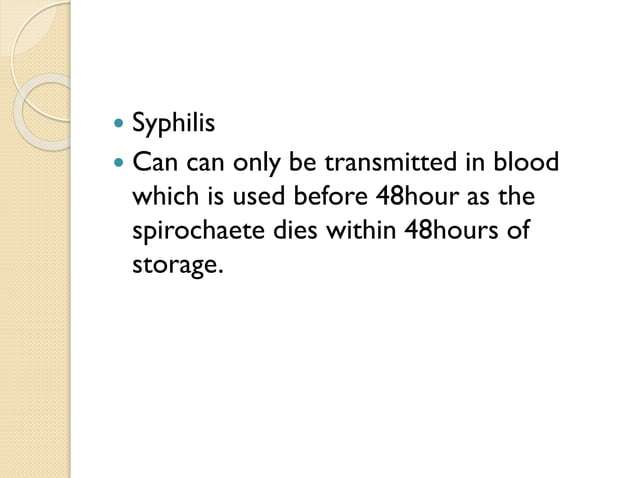 Syphilis
Can can only be transmitted in blood
which is used before 48hour as the
spirochaete dies within 48hours of
storage.